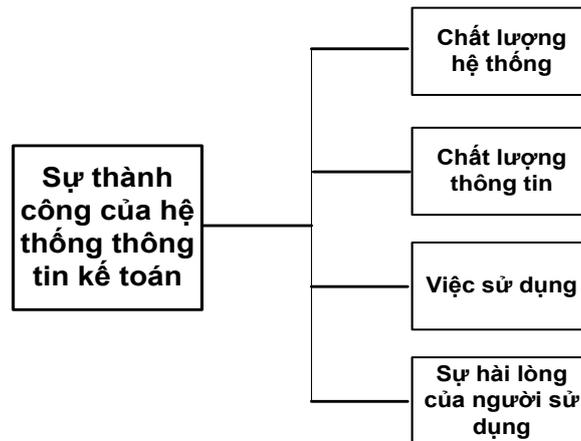 Sự thành
công của hệ
thống thông
tin kế toán
Chất lượng
hệ thống
Chất lượng
thông tin
Việc sử dụng
Sự hài lòng
của người sử
dụng